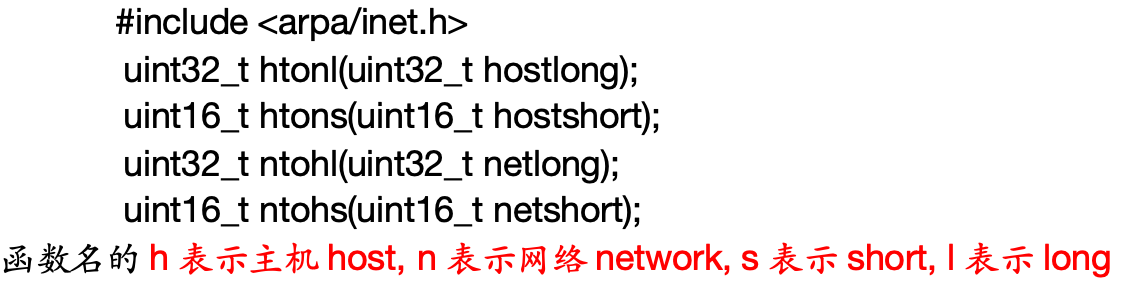 #include <arpa/inet.h>
uint32_t htonl(uint32_t hostlong);
uint16_t htons(uint16_t hostshort);
uint32_t ntohl(uint32_t netlong);
uint16_t ntohs(uint16_t netshort);
函数名的 h 表示主机 host, n 表示网络 network, s 表示 short, l 表示 long